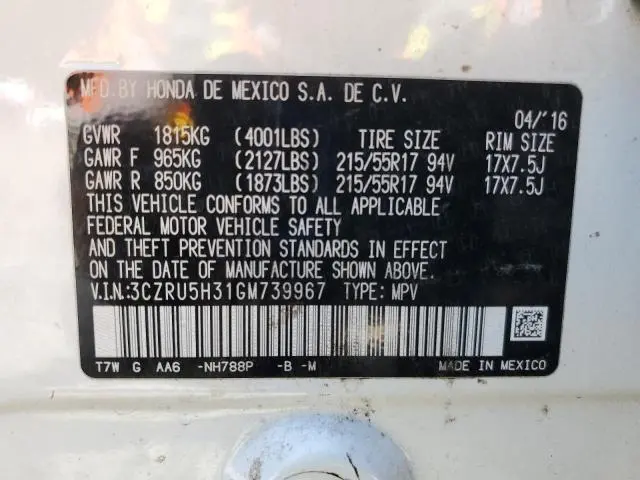 MFD. BY HONDA DE MEXICO S.A. DE C.V.
04/'16
GVWR 1815KG (4001LBS) TIRE SIZE RIM SIZE
GAWR F 965KG (2127LBS) 215/55R17 94V 17X7.5J
GAWR R 850KG (1873LBS) 215/55R17 94V 17X7.5J
THIS VEHICLE CONFORMS TO ALL APPLICABLE
FEDERAL MOTOR VEHICLE SAFETY
AND THEFT PREVENTION STANDARDS IN EFFECT
ON THE DATE OF MANUFACTURE SHOWN ABOVE.
V.I.N.:3CZRU5H31GM739967 TYPE: MPV
T7W G AA6 -NH788P -B -M MADE IN MEXICO